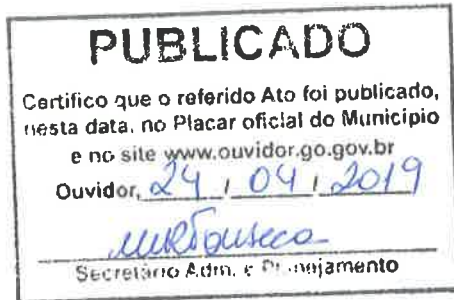 PUBLICADO
Certifico que o referido Ato foi publicado,
nesta data, no Placar oficial do Município
e no site www.ouvidor.go.gov.br
Ouvidor, 24 / 04 / 2019
Secretário Adm. e Planejamento